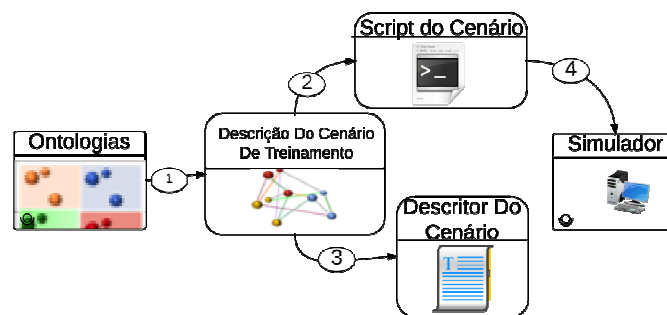 Ontologias
1
Descrição Do Cenário
De Treinamento
2
Script do Cenário
>_
3
Descritor Do
Cenário
T
4
Simulador